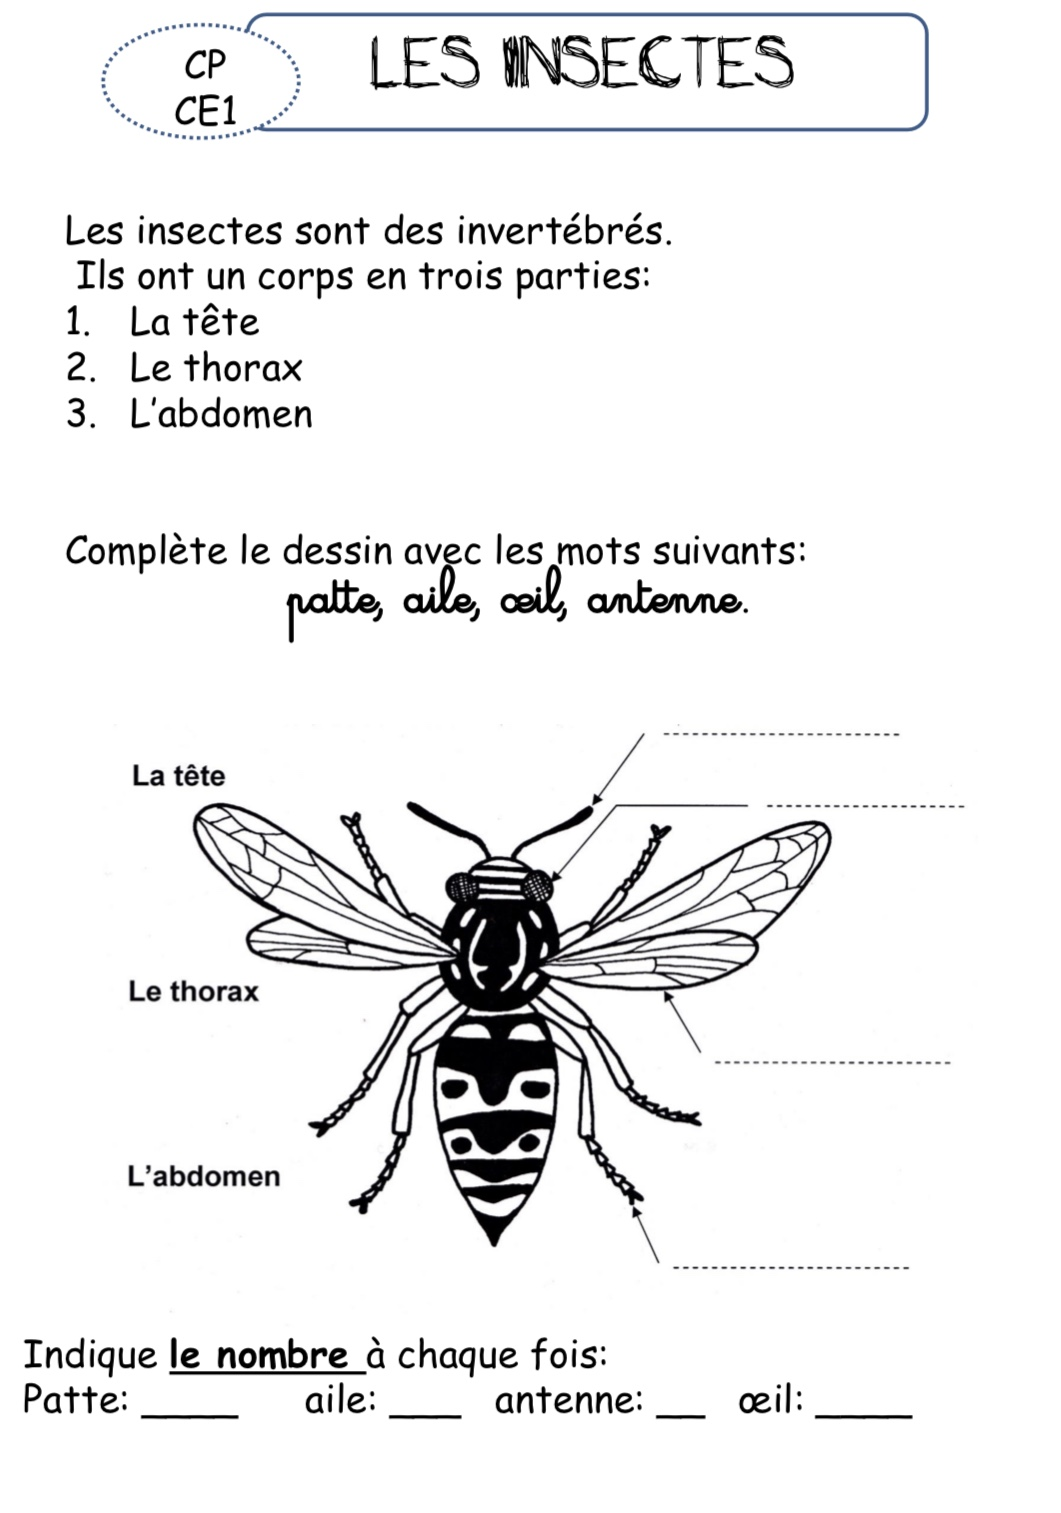 CP
CE1
LES INSECTES
Les insectes sont des invertébrés.
Ils ont un corps en trois parties:
1. La tête
2. Le thorax
3. L'abdomen
Complète le dessin avec les mots suivants:
patte, aile, œil, antenne.
La tête
Le thorax
L'abdomen
Indique le nombre à chaque fois:
Patte: _____ aile: ____ antenne: ___ œil: _____